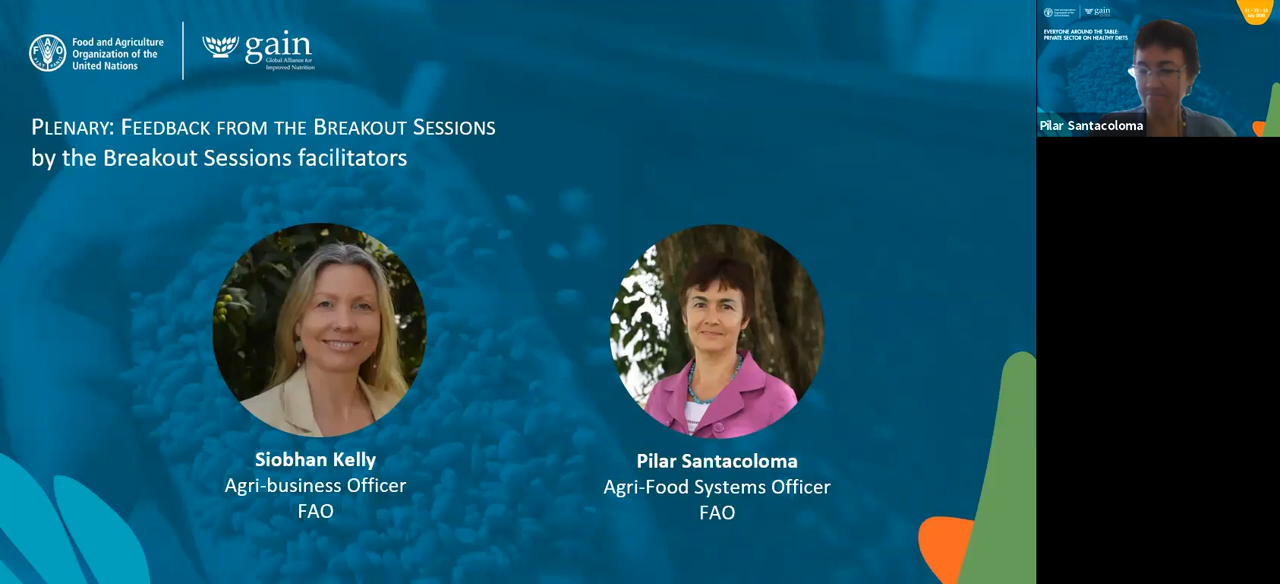 Food and Agriculture
Organization of the
United Nations
gain
Global Alliance for
Improved Nutrition
PLENARY: FEEDBACK FROM THE BREAKOUT SESSIONS
by the Breakout Sessions facilitators
Siobhan Kelly
Agri-business Officer
FAO
Pilar Santacoloma
Agri-Food Systems Officer
FAO
gain
EVERYONE AROUND THE TABLE:
PRIVATE SECTOR ON HEALTHY DIETS
Pilar Santacoloma